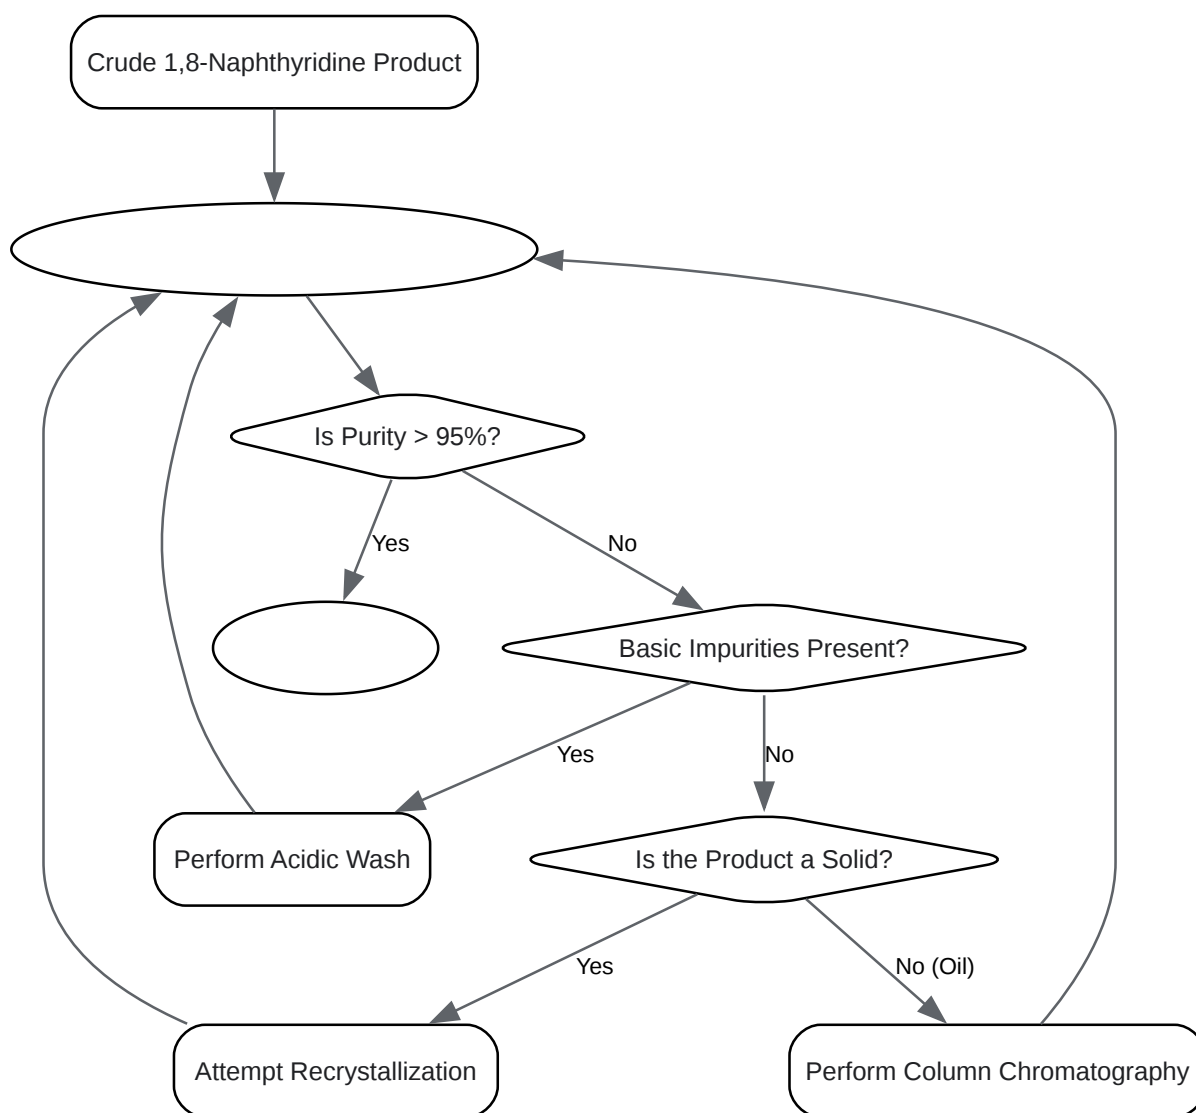 Crude 1,8-Naphthyridine Product
Is Purity > 95%?
Yes
No
Basic Impurities Present?
Yes
No
Perform Acidic Wash
Is the Product a Solid?
Yes
No (Oil)
Attempt Recrystallization
Perform Column Chromatography